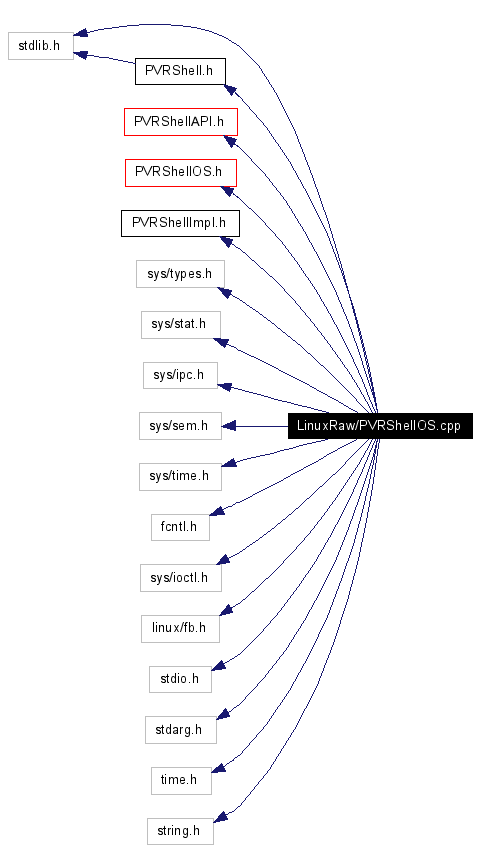 stdlib.h
PVRShell.h
PVRShellAPI.h
PVRShellOS.h
PVRShellImpl.h
sys/types.h
sys/stat.h
sys/ipc.h
sys/sem.h
LinuxRaw/PVRShellOS.cpp
sys/time.h
fcntl.h
sys/ioctl.h
linux/fb.h
stdio.h
stdarg.h
time.h
string.h